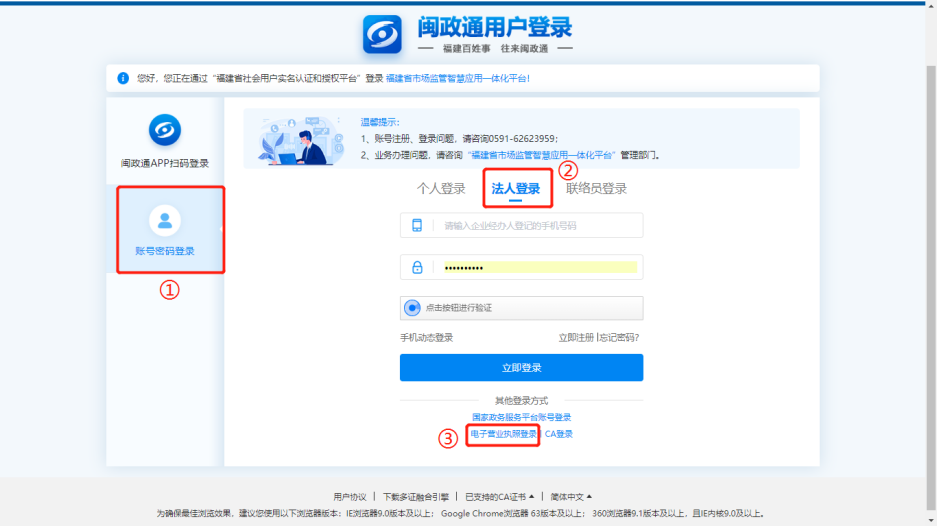 闽政通用户登录
福建百姓事 往来闽政通
您好,您正在通过“福建省社会用户实名认证和授权平台”登录 福建省市场监管智慧应用一体化平台!
闽政通APP扫码登录
账号密码登录
①
温馨提示:
1、账号注册、登录问题,请咨询0591-62623959;
2、业务办理问题,请咨询 “福建省市场监管智慧应用一体化平台” 管理部门。
②
个人登录 法人登录 联络员登录
请输入企业经办人登记的手机号码
••••••••••
点击按钮进行验证
手机动态登录 立即注册 |忘记密码?
立即登录
其他登录方式
国家政务服务平台账号登录
③ 电子营业执照登录 | CA登录
用户协议 | 下载多证融合引擎 | 已支持的CA证书 ▲ | 简体中文 ▲
为确保最佳浏览效果,建议您使用以下浏览器版本:IE浏览器9.0版本及以上; Google Chrome浏览器 63版本及以上; 360浏览器9.1版本及以上,且IE内核9.0及以上。